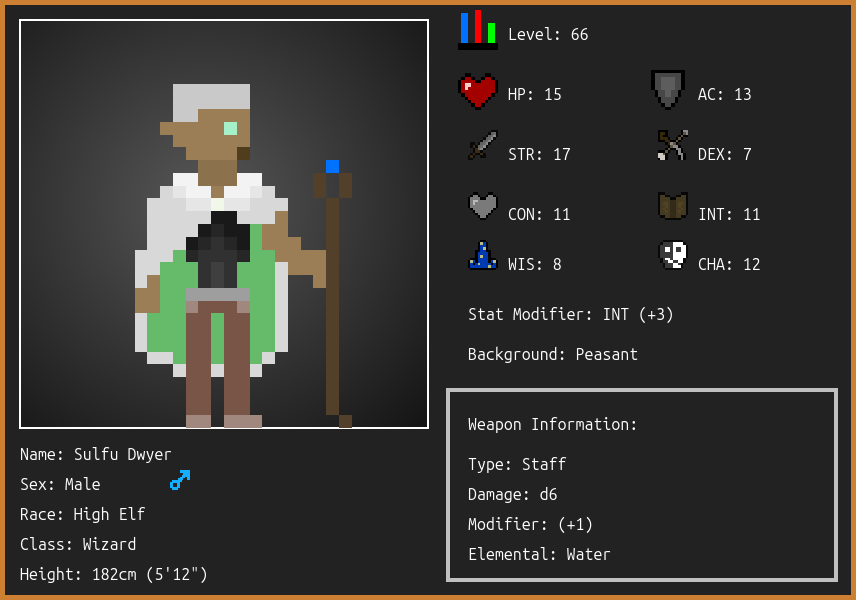 Level: 66
HP: 15
AC: 13
STR: 17
DEX: 7
CON: 11
INT: 11
WIS: 8
CHA: 12
Stat Modifier: INT (+3)
Background: Peasant
Weapon Information:
Type: Staff
Damage: d6
Modifier: (+1)
Elemental: Water
Name: Sulfu Dwyer
Sex: Male
Race: High Elf
Class: Wizard
Height: 182cm (5'12")